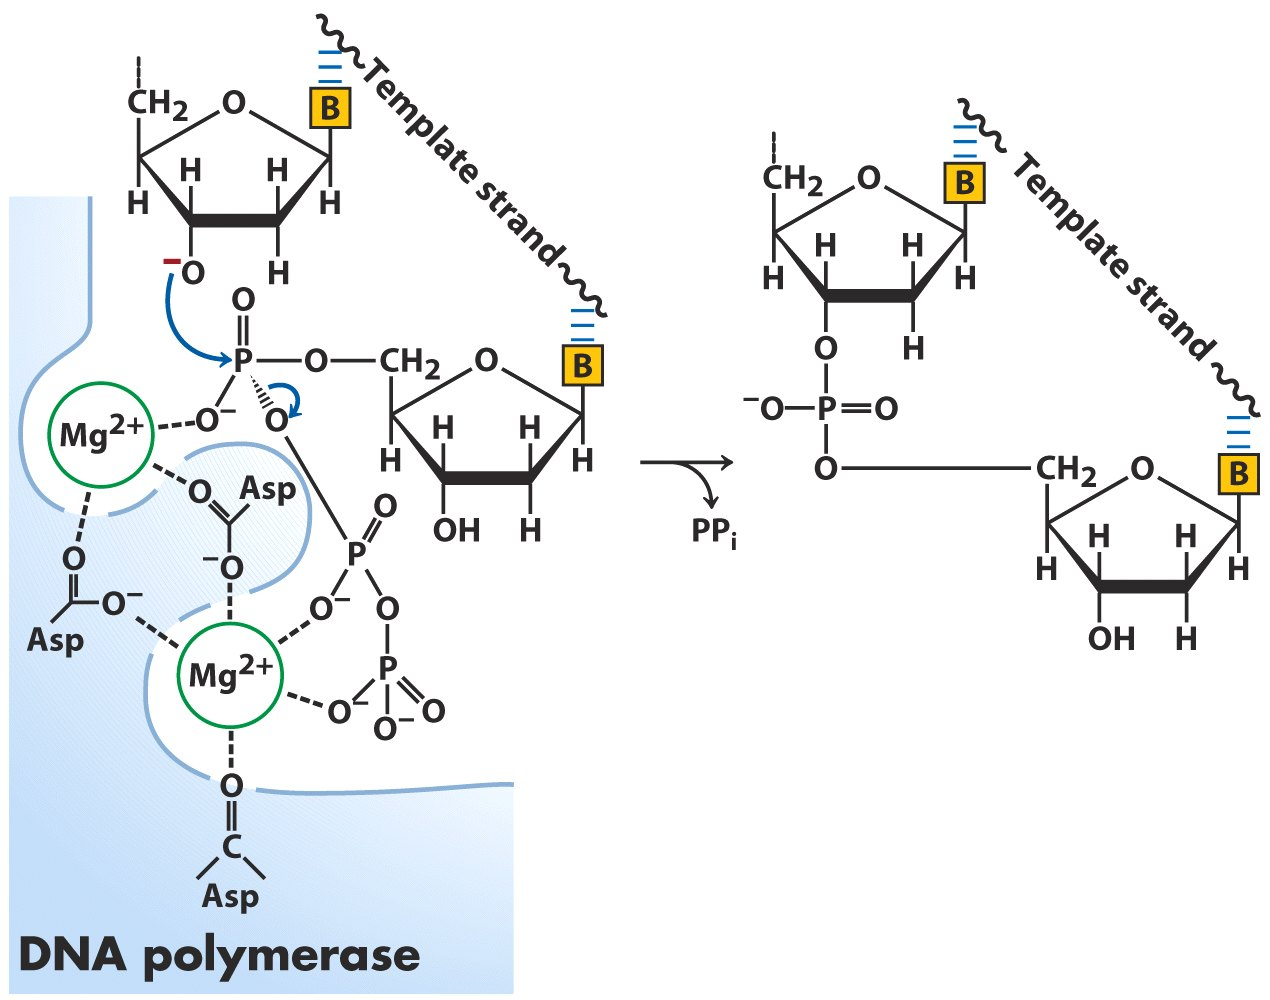 CH2
O
B
Template strand
H
H
H
H
H
-O
O
P
O
CH2
O
B
O-
O
H
H
H
H
OH
H
Mg2+
O
Asp
-O
O
O-
Asp
O
P
O-
O
Mg2+
P
O-
O-
O
O
C
Asp
DNA polymerase
PPi
CH2
O
B
Template strand
H
H
H
H
H
O
-O
P
O
O
CH2
O
B
H
H
H
H
OH
H